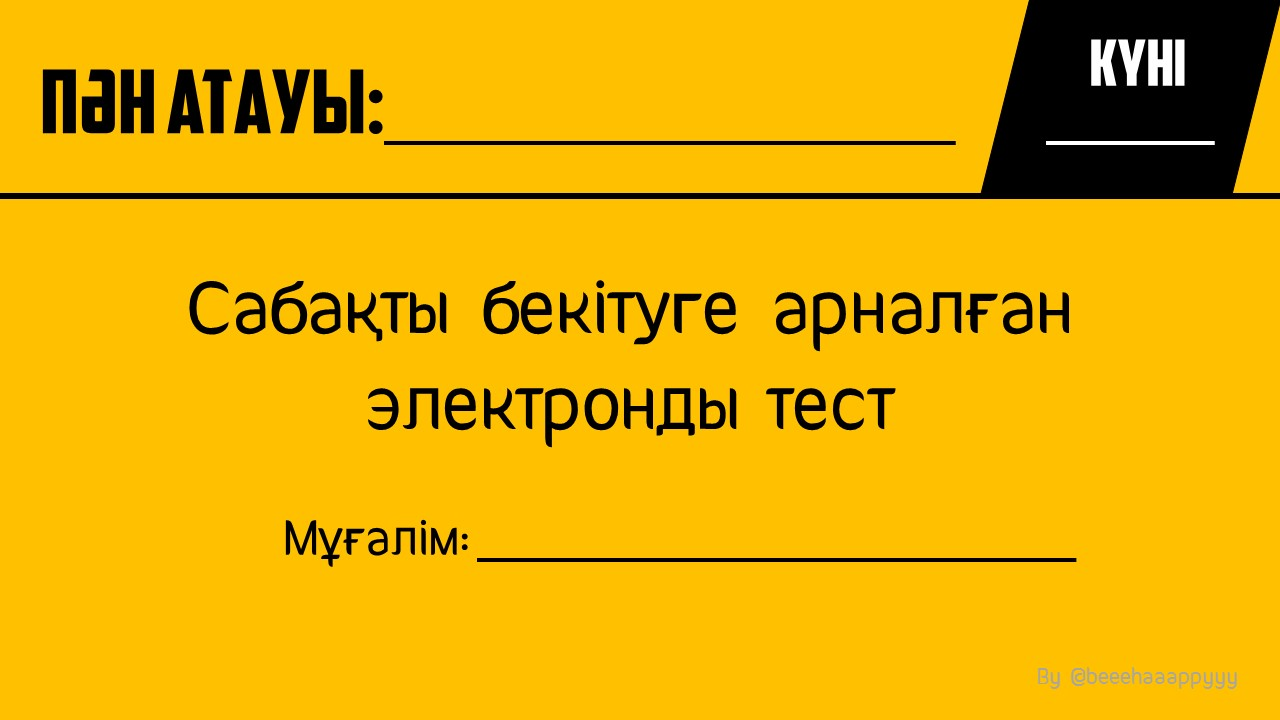 ПӘН АТАУЫ:
КҮНІ
Сабақты бекітуге арналған
электронды тест
Мұғалім:
By @beeehaaappyyy